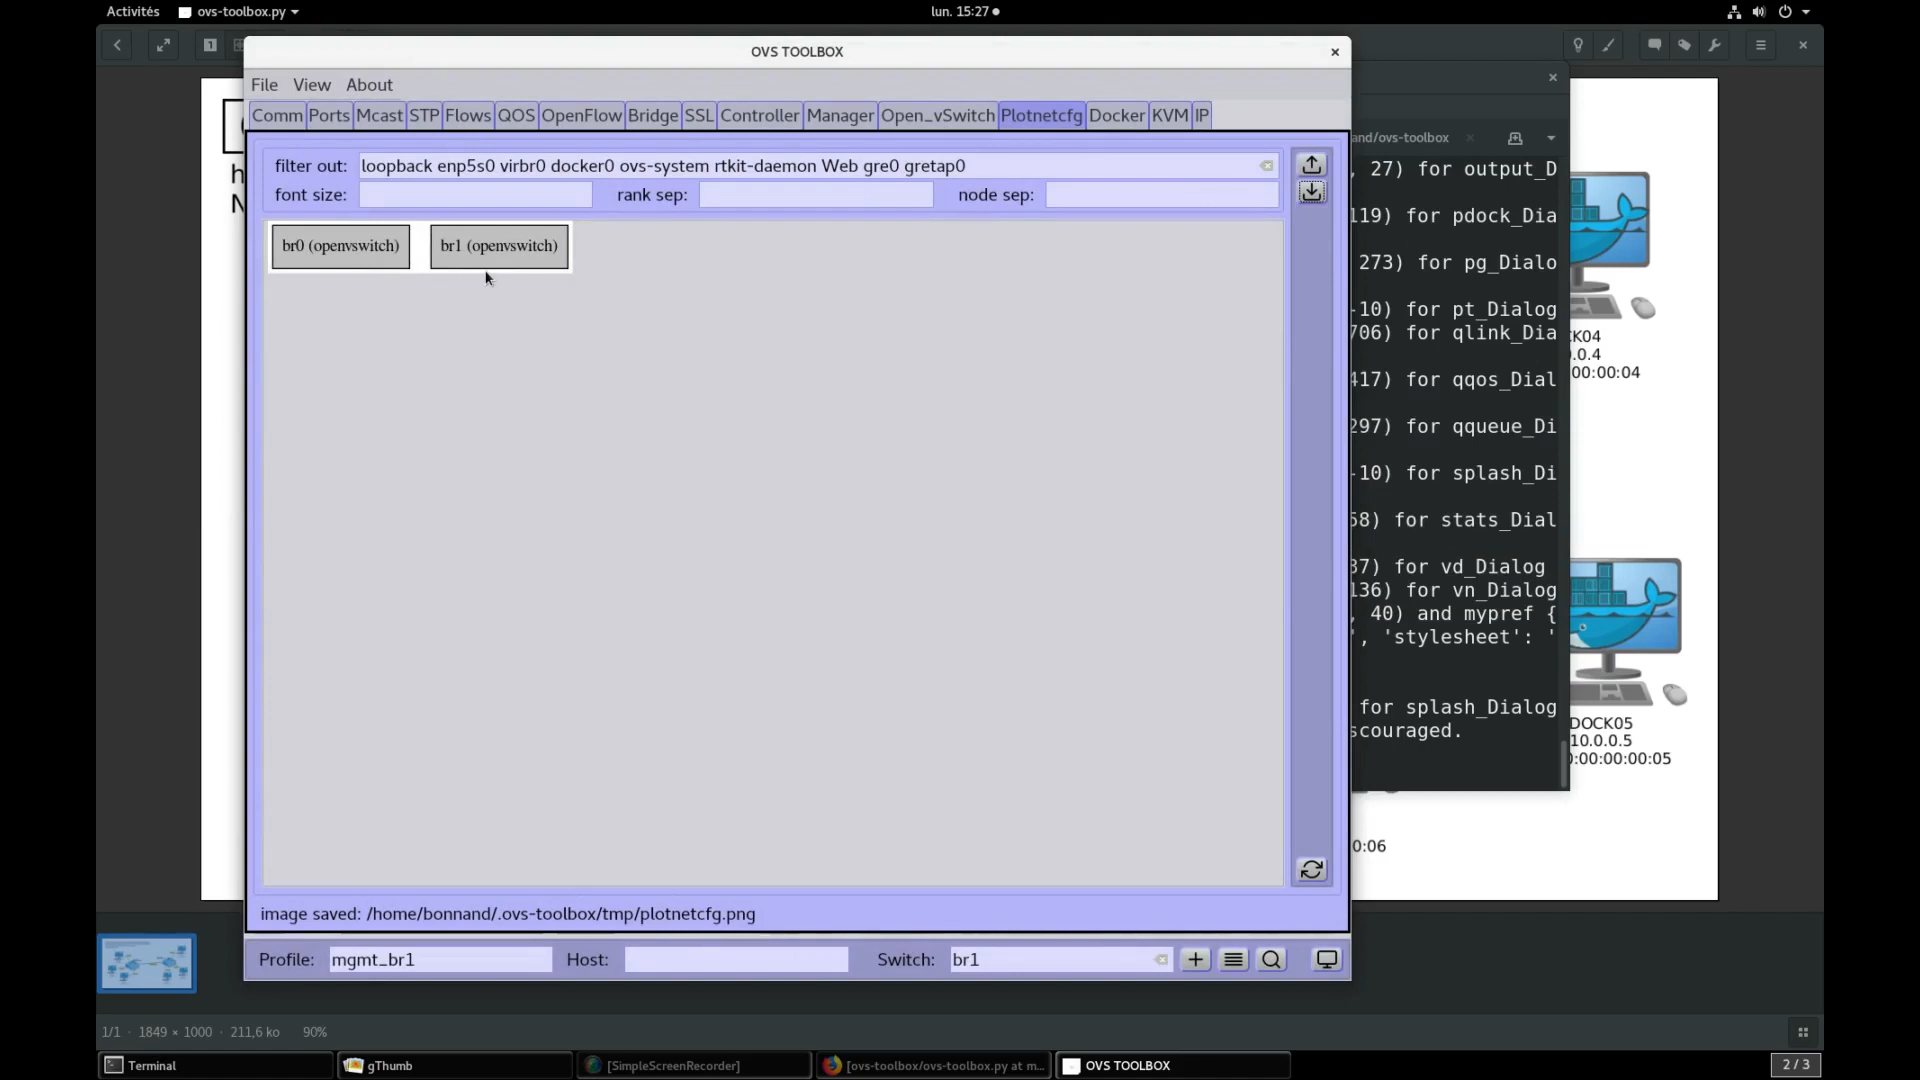 Activités ovs-toolbox.py lun. 15:27
OVS TOOLBOX
File View About
Comm Ports Mcast STP Flows QOS OpenFlow Bridge SSL Controller Manager Open_vSwitch Plotnetcfg Docker KVM IP
filter out: loopback enp5s0 virbr0 docker0 ovs-system rtkit-daemon Web gre0 gretap0
font size: rank sep: node sep:
br0 (openvswitch) br1 (openvswitch)
image saved: /home/bonnand/.ovs-toolbox/tmp/plotnetcfg.png
Profile: mgmt_br1 Host: Switch: br1
and/ovs-toolbox
, 27) for output_D
119) for pdock_Dia
273) for pg_Dialo
-10) for pt_Dialog
706) for qlink_Dia
417) for qqos_Dial
297) for qqueue_Di
-10) for splash_Di
58) for stats_Dial
37) for vd_Dialog
136) for vn_Dialog
, 40) and mypref {
', 'stylesheet': '
for splash_Dialog
scouraged.
CK04
.0.4
00:00:04
DOCK05
10.0.0.5
0:00:00:00:05
0:06
1/1 · 1849 × 1000 · 211,6 ko 90%
Terminal gThumb [SimpleScreenRecorder] [ovs-toolbox/ovs-toolbox.py at m... OVS TOOLBOX 2 / 3